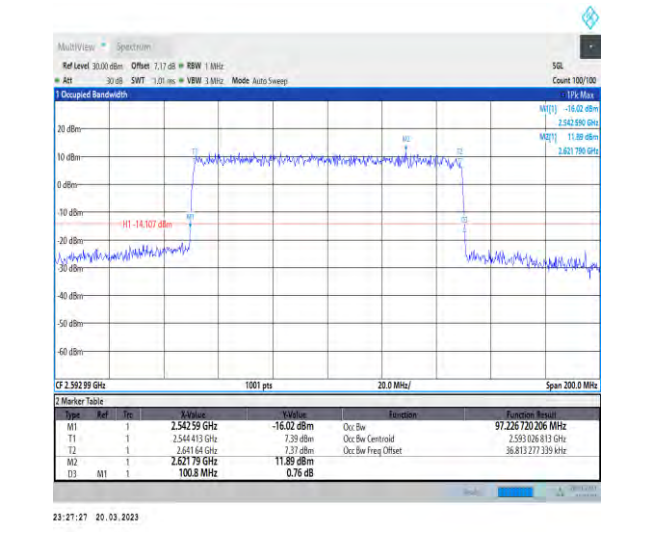 MultiView Spectrum
Ref Level 30.00 dBm Offset 7.17 dB RBW 1 MHz SGL
Att 30 dB SWT 1.01 ms VBW 3 MHz Mode Auto Sweep Count 100/100
1 Occupied Bandwidth 1Pk Max
M1[1] -16.02 dBm
2.542 590 GHz
M2[1] 11.89 dBm
2.621 790 GHz
20 dBm
M2
T1 T2
10 dBm
0 dBm
-10 dBm
M1
D3
H1 -14.107 dBm
-20 dBm
-30 dBm
-40 dBm
-50 dBm
-60 dBm
CF 2.592 99 GHz 1001 pts 20.0 MHz/ Span 200.0 MHz
2 Marker Table
Type Ref Trc X-Value Y-Value Function Function Result
M1 1 2.542 59 GHz -16.02 dBm Occ Bw 97.226 720 206 MHz
T1 1 2.544 413 GHz 7.39 dBm Occ Bw Centroid 2.593 026 813 GHz
T2 1 2.641 64 GHz 7.37 dBm Occ Bw Freq Offset 36.813 277 339 kHz
M2 1 2.621 79 GHz 11.89 dBm
D3 M1 1 100.8 MHz 0.76 dB
23:27:27 20.03.2023